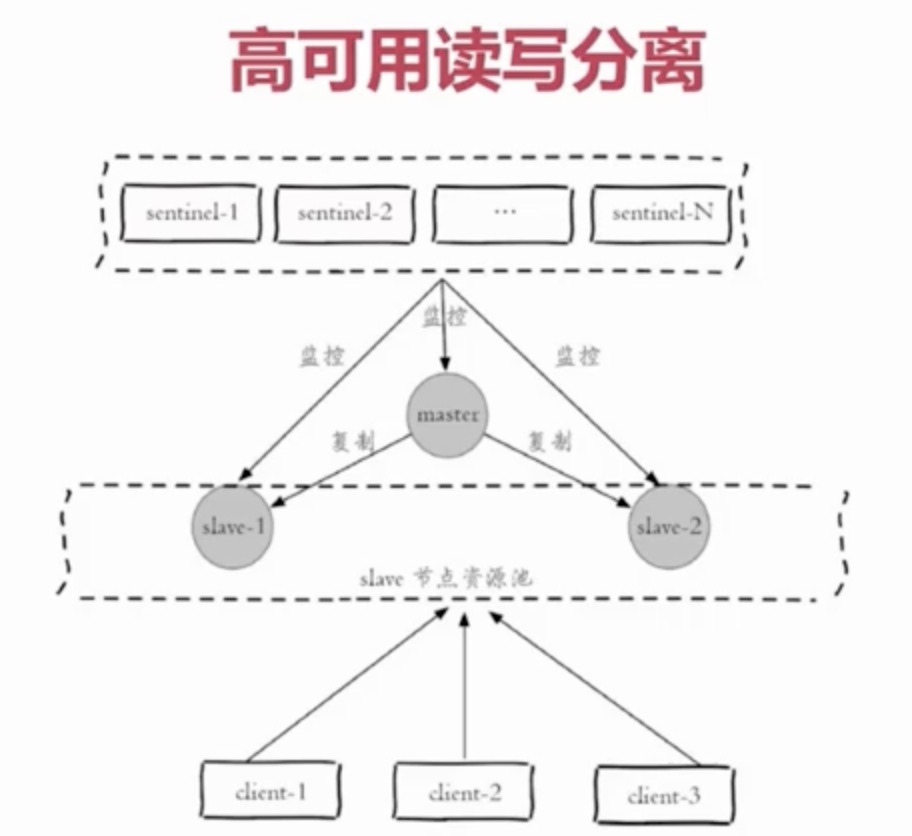 高可用读写分离
sentinel-1
sentinel-2
...
sentinel-N
监控
监控
监控
master
复制
复制
slave-1
slave-2
slave 节点资源池
client-1
client-2
client-3